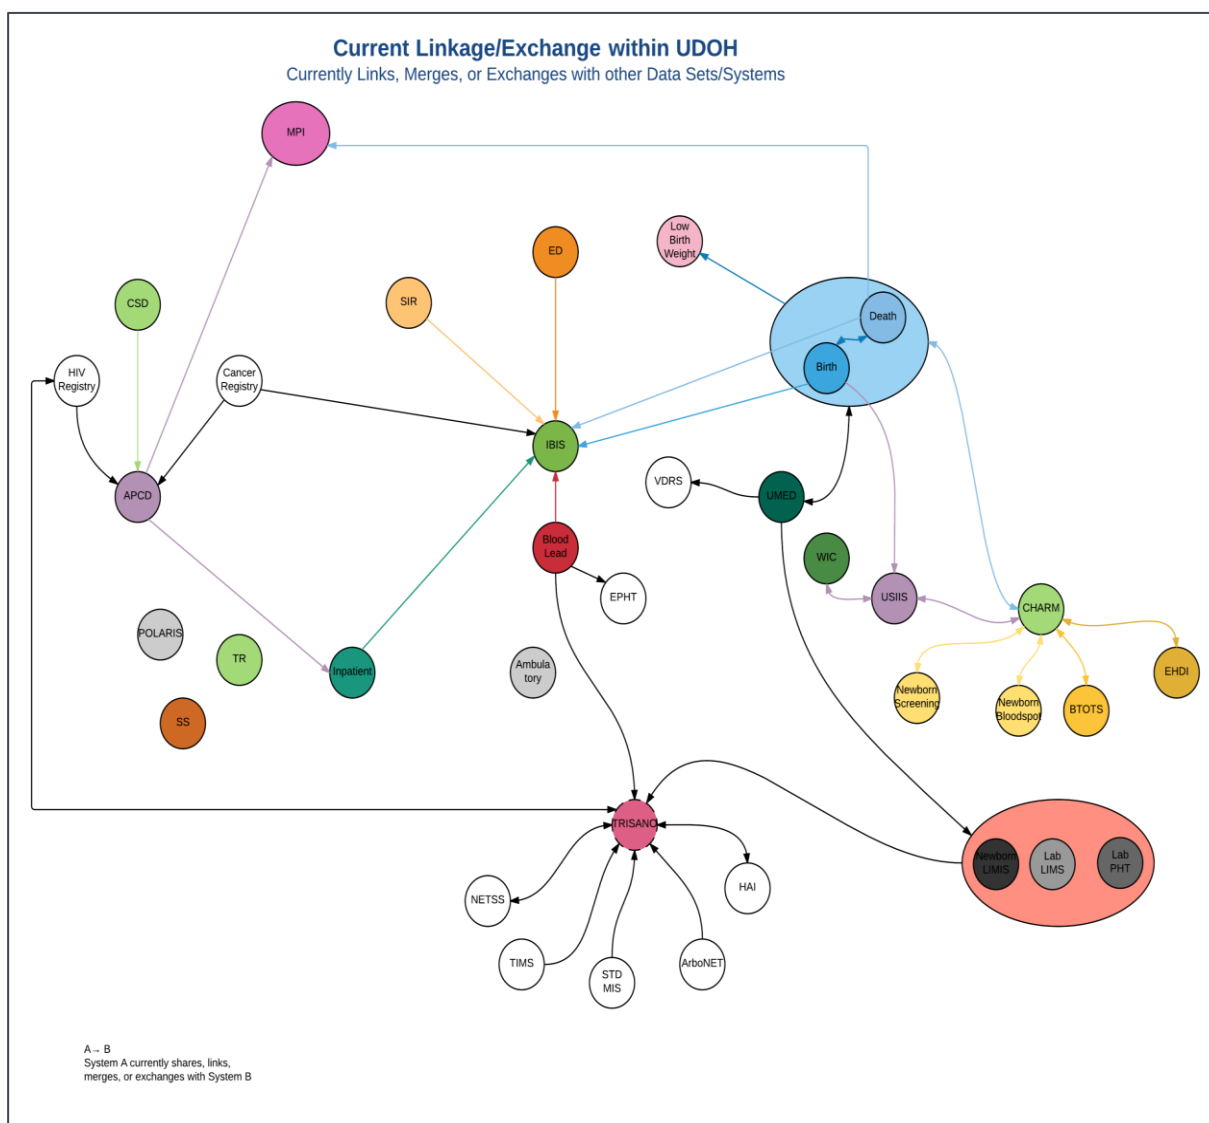 Current Linkage/Exchange within UDOH
Currently Links, Merges, or Exchanges with other Data Sets/Systems
MPI
Low
Birth
Weight
ED
CSD
SIR
Death
HIV
Registry
Cancer
Registry
Birth
IBIS
VDRS
UMED
APCD
Blood
Lead
WIC
EPHT
USIIS
CHARM
POLARIS
TR
Inpatient
Ambula
tory
EHDI
Newborn
Screening
Newborn
Bloodspot
BTOTS
SS
TRISANO
Newborn
LIMIS
Lab
LIMS
Lab
PHT
NETSS
HAI
TIMS
STD
MIS
ArboNET
A→ B
System A currently shares, links,
merges, or exchanges with System B